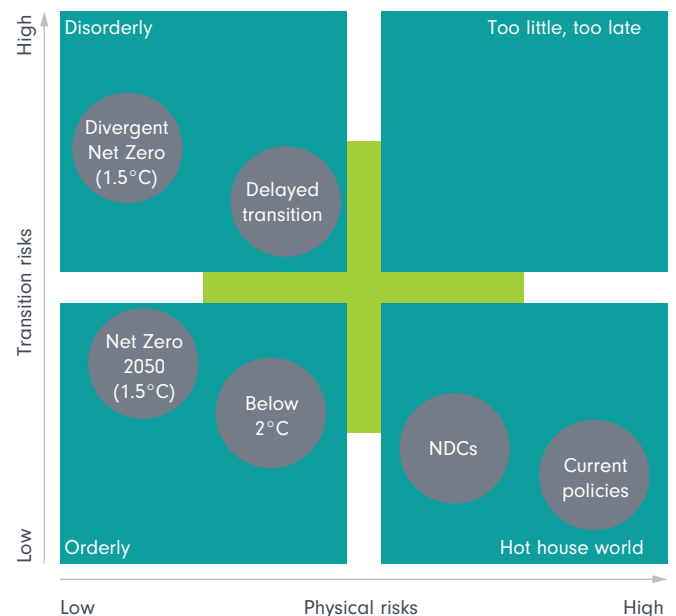 High
Transition risks
Low
Disorderly
Too little, too late
Divergent
Net Zero
(1.5°C)
Delayed
transition
Net Zero
2050
(1.5°C)
Below
2°C
NDCs
Current
policies
Orderly
Hot house world
Low
Physical risks
High